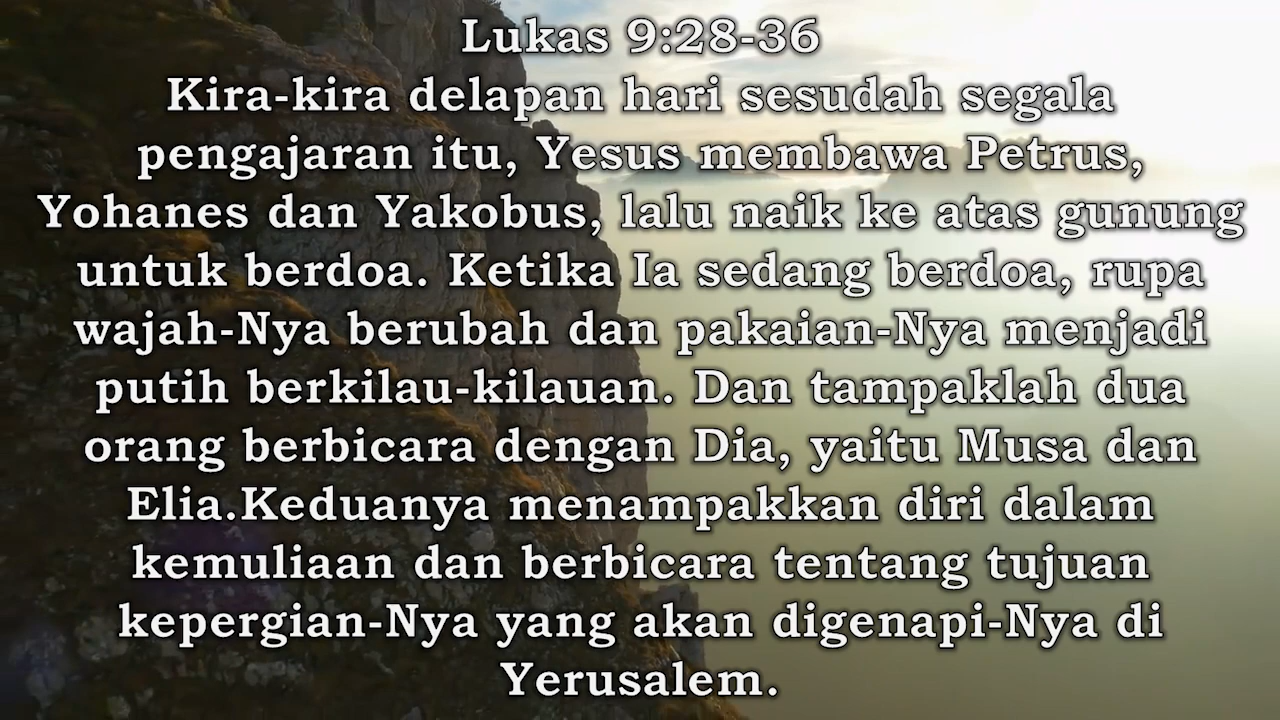 Lukas 9:28-36
Kira-kira delapan hari sesudah segala
pengajaran itu, Yesus membawa Petrus,
Yohanes dan Yakobus, lalu naik ke atas gunung
untuk berdoa. Ketika Ia sedang berdoa, rupa
wajah-Nya berubah dan pakaian-Nya menjadi
putih berkilau-kilauan. Dan tampaklah dua
orang berbicara dengan Dia, yaitu Musa dan
Elia.Keduanya menampakkan diri dalam
kemuliaan dan berbicara tentang tujuan
kepergian-Nya yang akan digenapi-Nya di
Yerusalem.